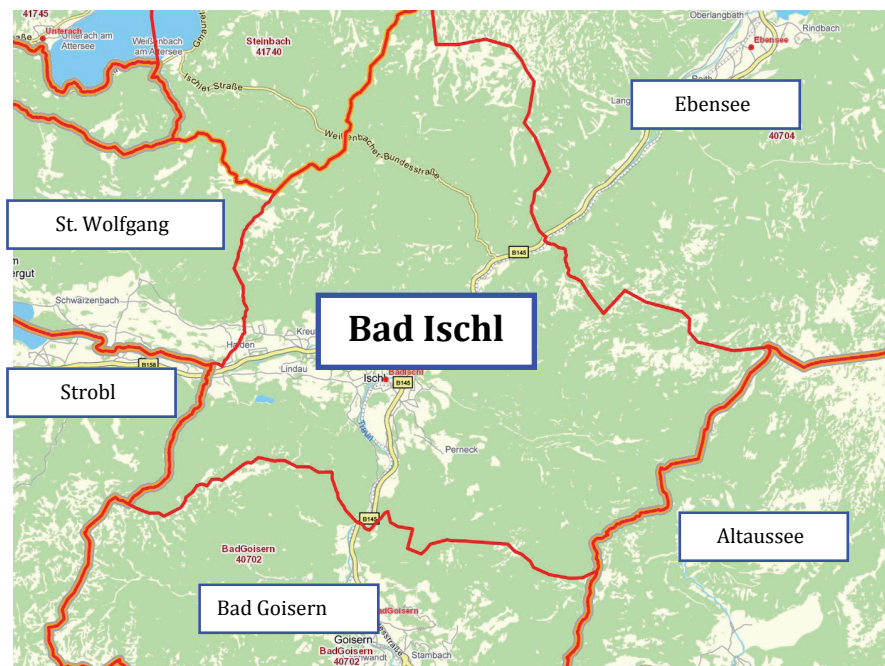 41745
Unterach
Unterach am
Attersee
Weißenbach
am Attersee
Steinbach
41740
Ischler-Straße
Weißenbacher-Bundesstraße
Oberlangbath
Rindbach
Ebensee
Roith
Ebensee
40704
St. Wolfgang
B145
Schwarzenbach
Bad Ischl
Haiden
B158
Lindau
Strobl
Ischl
BadIschl
B145
Traun
Perneck
B145
BadGoisern
40702
Altaussee
Bad Goisern
Goisern
BadGoisern
40702
Stambach